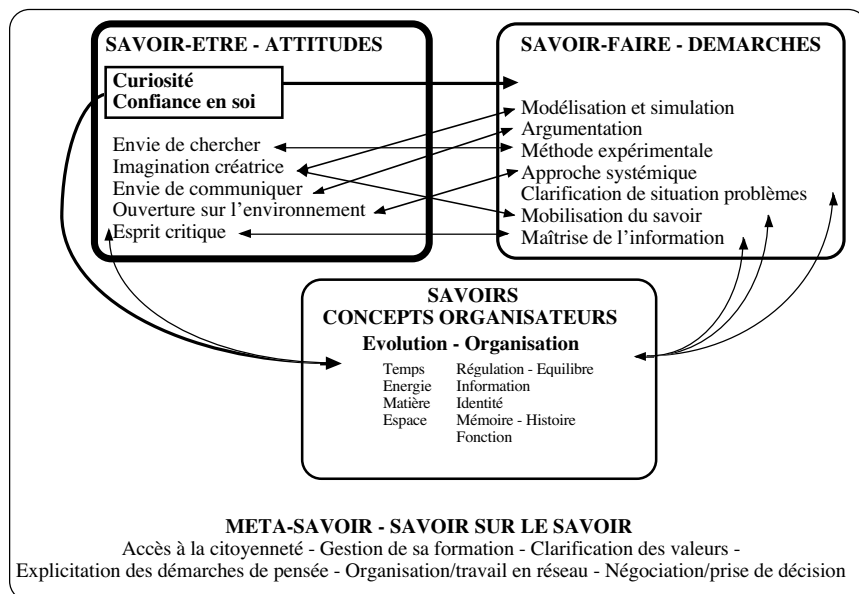 SAVOIR-ETRE - ATTITUDES
Curiosité
Confiance en soi
Envie de chercher
Imagination créatrice
Envie de communiquer
Ouverture sur l’environnement
Esprit critique
SAVOIR-FAIRE - DEMARCHES
Modélisation et simulation
Argumentation
Méthode expérimentale
Approche systémique
Clarification de situation problèmes
Mobilisation du savoir
Maîtrise de l’information
SAVOIRS
CONCEPTS ORGANISATEURS
Evolution - Organisation
Temps Régulation - Equilibre
Energie Information
Matière Identité
Espace Mémoire - Histoire
Fonction
META-SAVOIR - SAVOIR SUR LE SAVOIR
Accès à la citoyenneté - Gestion de sa formation - Clarification des valeurs -
Explicitation des démarches de pensée - Organisation/travail en réseau - Négociation/prise de décision